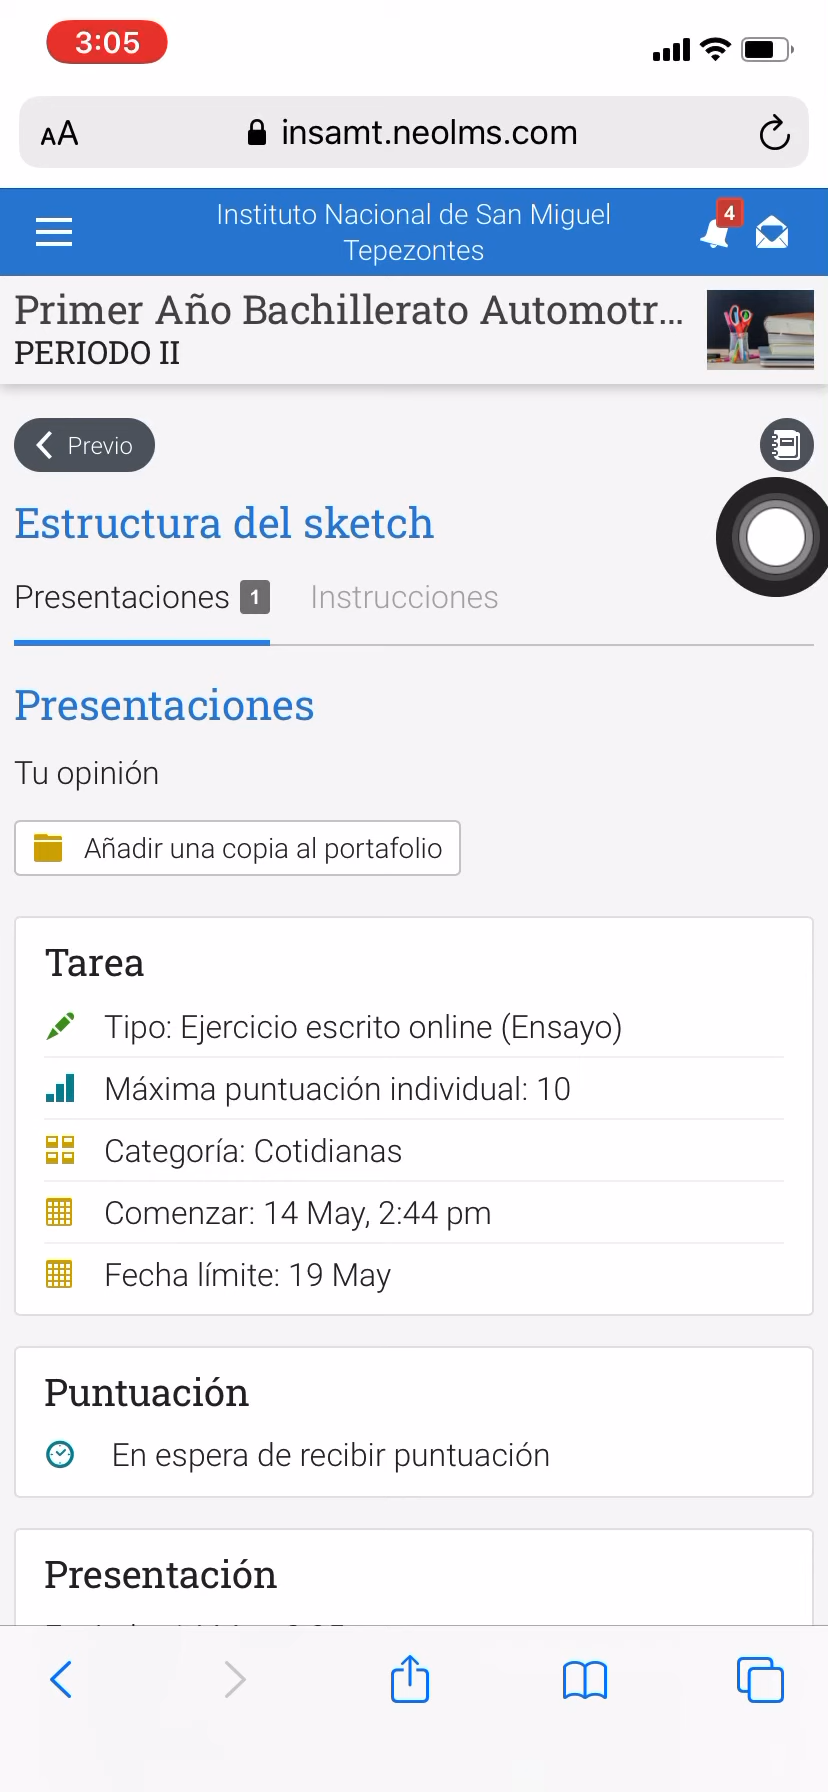 3:05
AA insamt.neolms.com
Instituto Nacional de San Miguel
Tepezontes
4
Primer Año Bachillerato Automotr...
PERIODO II
Previo
Estructura del sketch
Presentaciones 1 Instrucciones
Presentaciones
Tu opinión
Añadir una copia al portafolio
Tarea
Tipo: Ejercicio escrito online (Ensayo)
Máxima puntuación individual: 10
Categoría: Cotidianas
Comenzar: 14 May, 2:44 pm
Fecha límite: 19 May
Puntuación
En espera de recibir puntuación
Presentación